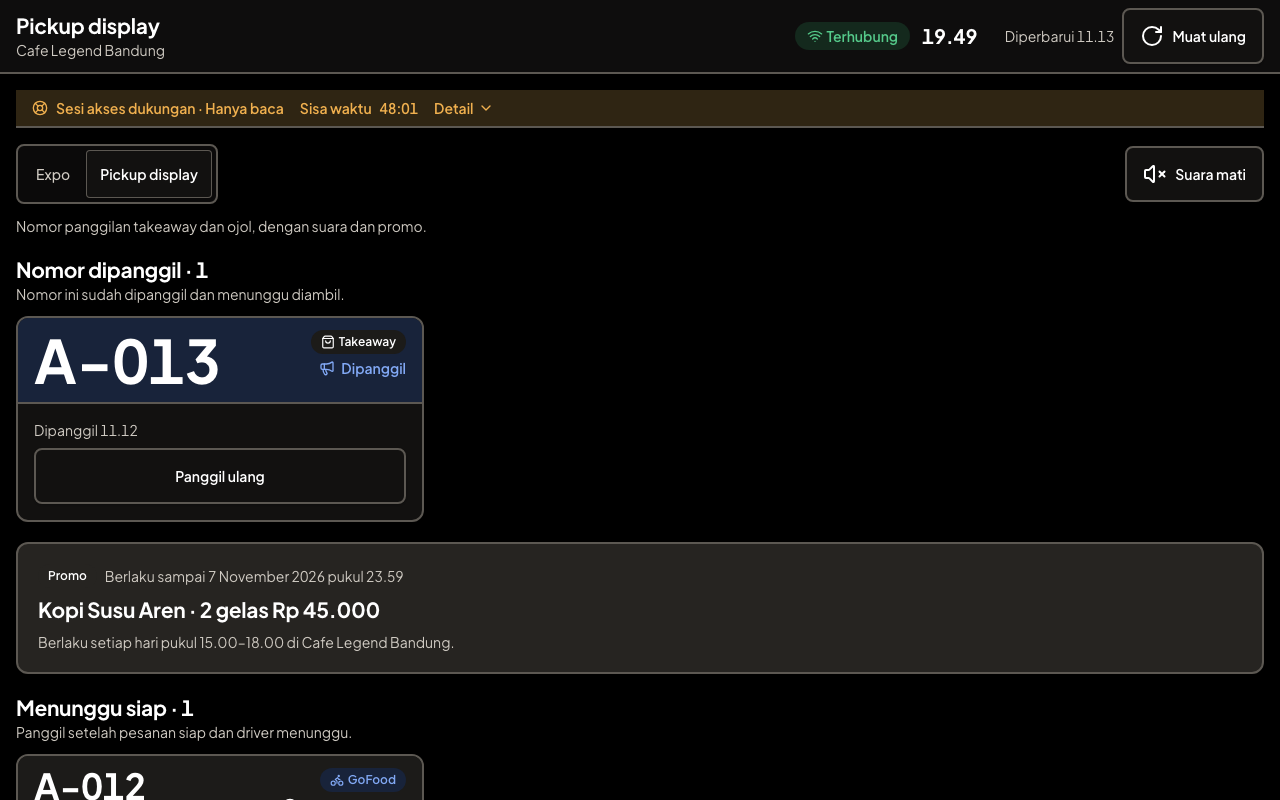 Pickup display
Cafe Legend Bandung
Terhubung
19.49
Diperbarui 11.13
Muat ulang
Sesi akses dukungan · Hanya baca
Sisa waktu 48:01
Detail
Expo
Pickup display
Suara mati
Nomor panggilan takeaway dan ojol, dengan suara dan promo.
Nomor dipanggil · 1
Nomor ini sudah dipanggil dan menunggu diambil.
A-013
Takeaway
Dipanggil
Dipanggil 11.12
Panggil ulang
Promo
Berlaku sampai 7 November 2026 pukul 23.59
Kopi Susu Aren · 2 gelas Rp 45.000
Berlaku setiap hari pukul 15.00–18.00 di Cafe Legend Bandung.
Menunggu siap · 1
Panggil setelah pesanan siap dan driver menunggu.
A-012
GoFood